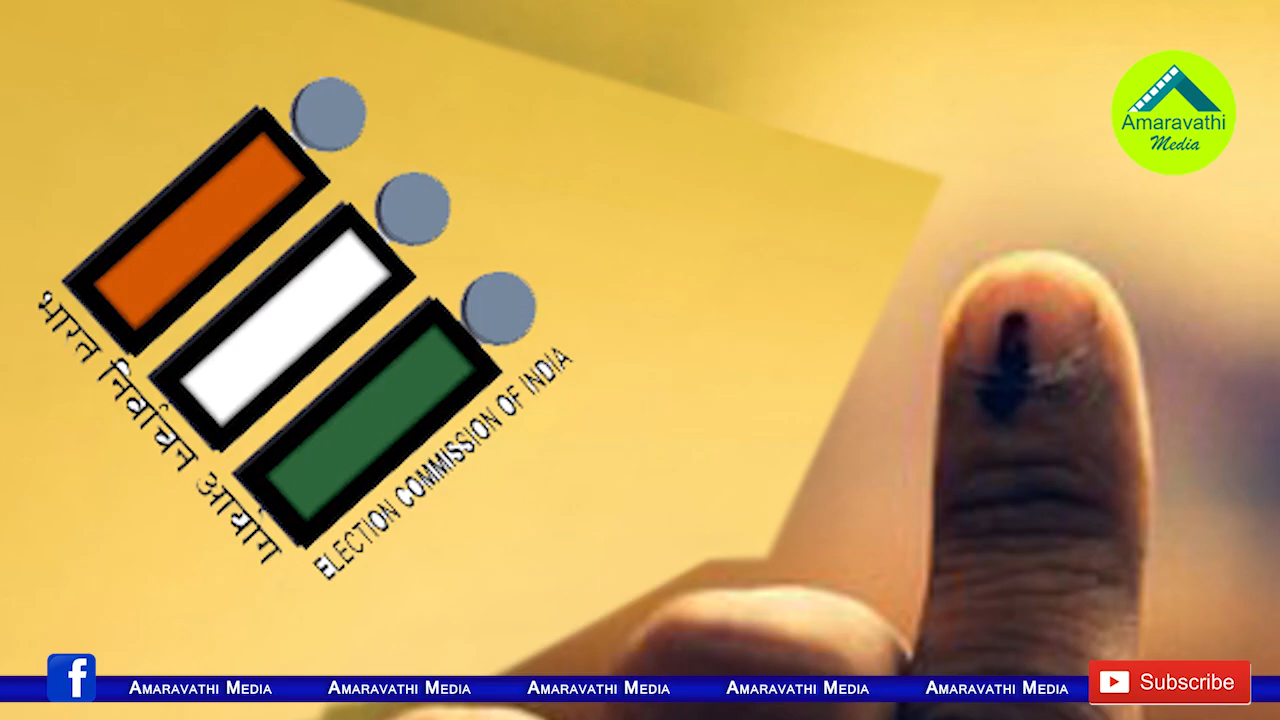 Amaravathi
Media
भारत निर्वाचन आयोग
ELECTION COMMISSION OF INDIA
f
AMARAVATHI MEDIA AMARAVATHI MEDIA AMARAVATHI MEDIA AMARAVATHI MEDIA AMARAVATHI MEDIA
Subscribe